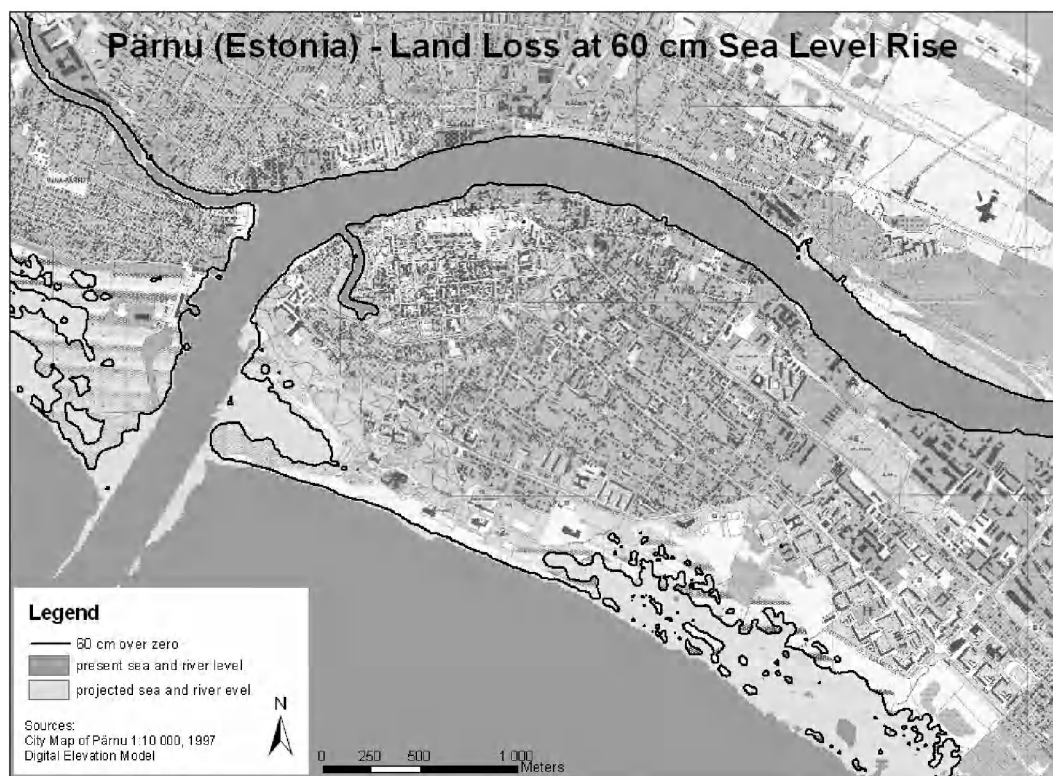 Pärnu (Estonia) - Land Loss at 60 cm Sea Level Rise
Legend
60 cm over zero
present sea and river level
projected sea and river evel
Sources:
City Map of Pärnu 1:10 000, 1997
Digital Elevation Model
N
0 250 500 1 000
Meters